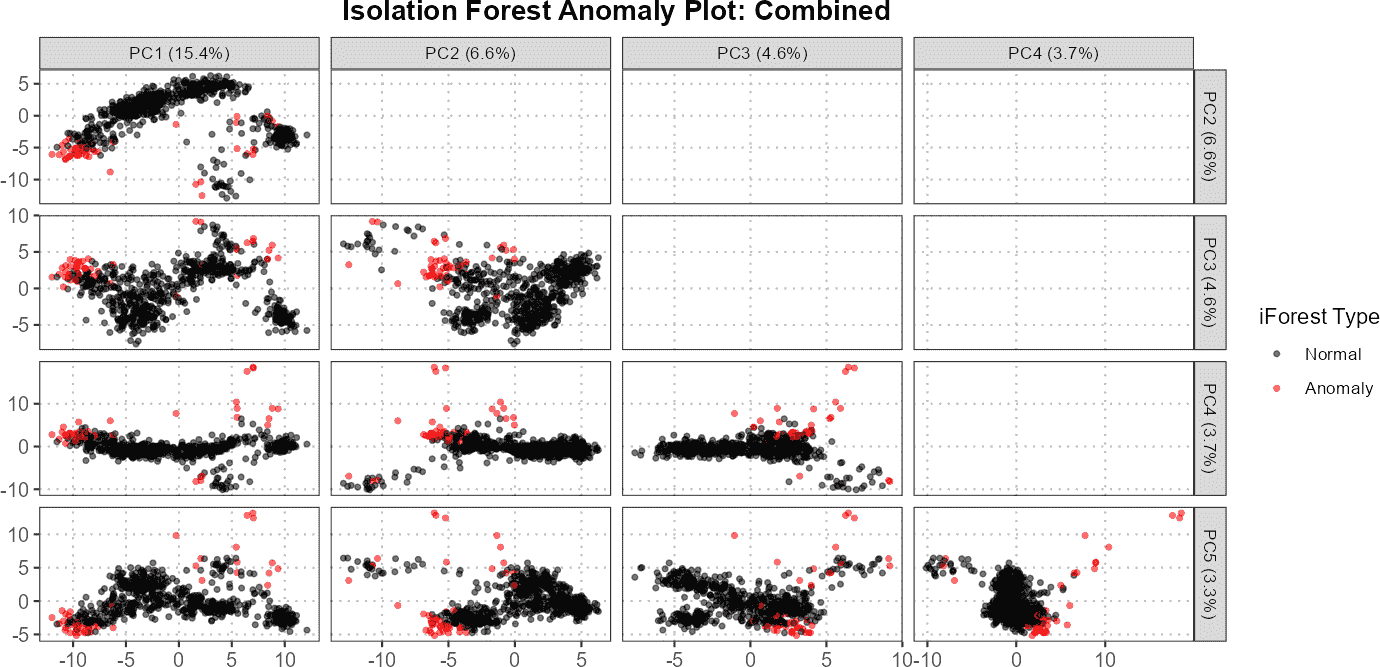 Isolation Forest Anomaly Plot: Combined
PC1 (15.4%) PC2 (6.6%) PC3 (4.6%) PC4 (3.7%)
5
0
-5
-10
PC2 (6.6%)
10
5
0
-5
PC3 (4.6%)
10
0
-10
PC4 (3.7%)
10
5
0
-5
PC5 (3.3%)
-10 -5 0 5 10 -10 -5 0 5 -5 0 5 10 -10 0 10
iForest Type
Normal
Anomaly